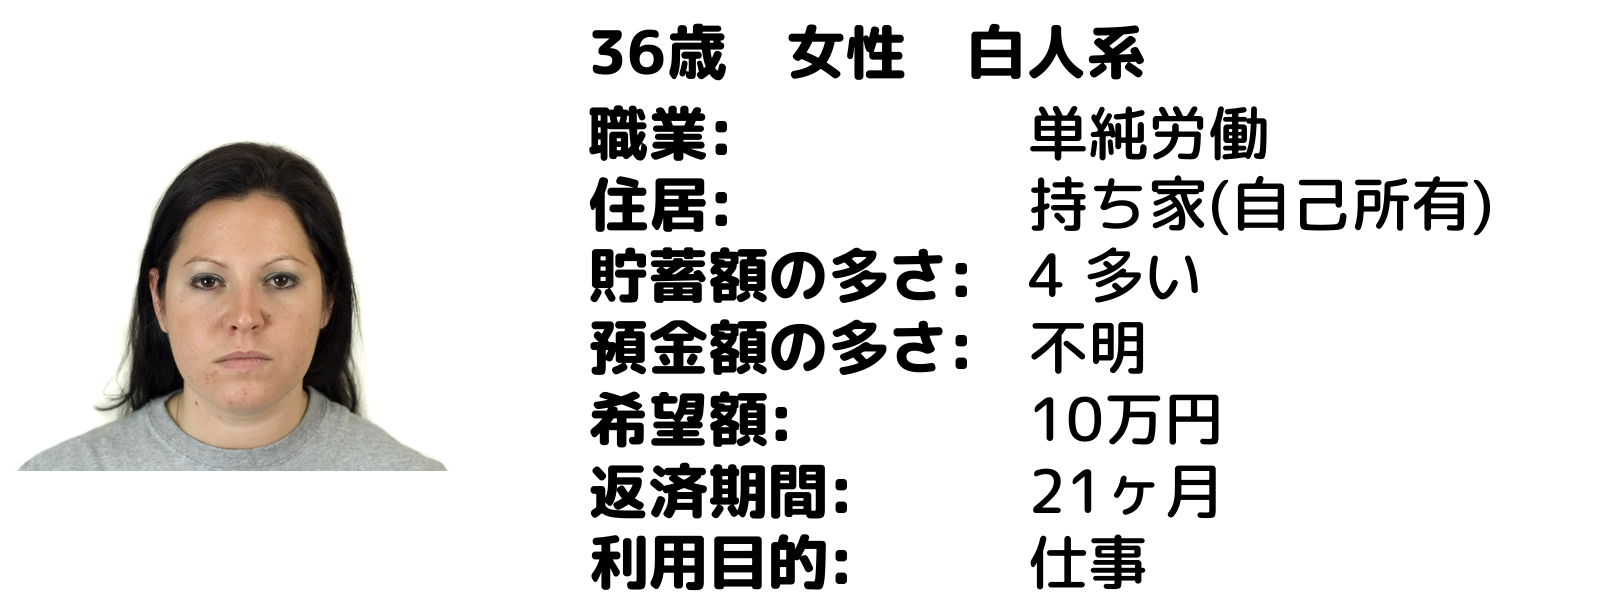 36歳　女性　白人系
職業: 単純労働
住居: 持ち家(自己所有)
貯蓄額の多さ: 4 多い
預金額の多さ: 不明
希望額: 10万円
返済期間: 21ヶ月
利用目的: 仕事